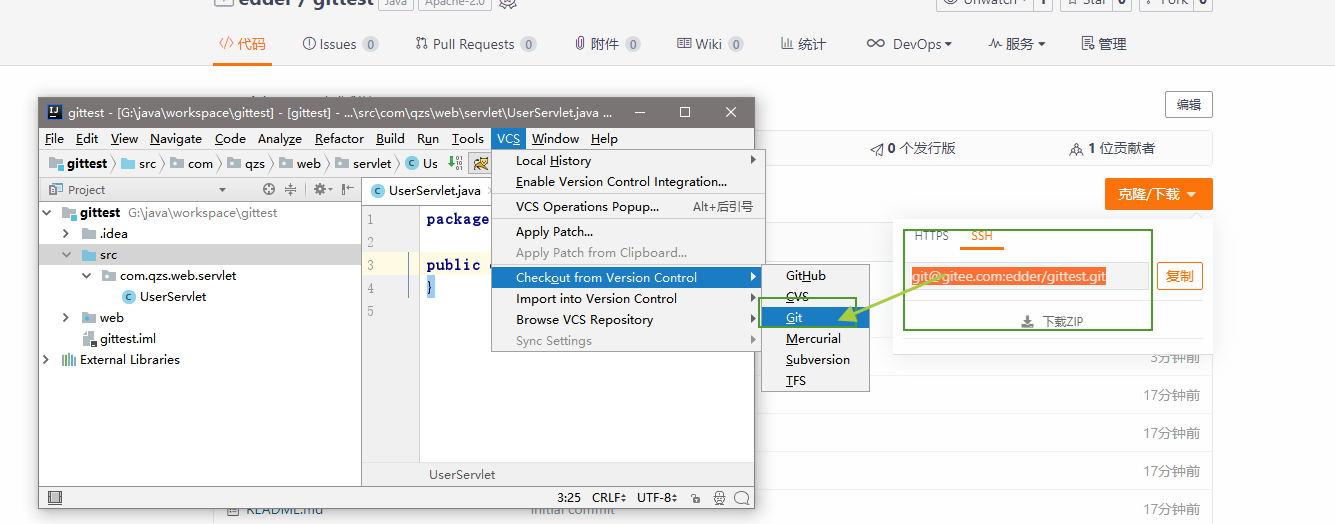 edder / gittest Java Apache-2.0 Unwatch 1 Star 0 Fork 0
代码 Issues 0 Pull Requests 0 附件 0 Wiki 0 统计 DevOps 服务 管理
编辑
0 个发行版 1 位贡献者
克隆/下载
HTTPS SSH
git@gitee.com:edder/gittest.git 复制
下载ZIP
3分钟前
17分钟前
17分钟前
17分钟前
README.md Initial commit 17分钟前
gittest - [G:\java\workspace\gittest] - [gittest] - ...\src\com\qzs\web\servlet\UserServlet.java ...
File Edit View Navigate Code Analyze Refactor Build Run Tools VCS Window Help
gittest src com qzs web servlet Us
Project
gittest G:\java\workspace\gittest
.idea
src
com.qzs.web.servlet
UserServlet
web
gittest.iml
External Libraries
UserServlet.java
1 package
2
3 public
4 }
5
UserServlet
3:25 CRLF UTF-8
Local History
Enable Version Control Integration...
VCS Operations Popup... Alt+后引号
Apply Patch...
Apply Patch from Clipboard...
Checkout from Version Control
Import into Version Control
Browse VCS Repository
Sync Settings
GitHub
CVS
Git
Mercurial
Subversion
TFS